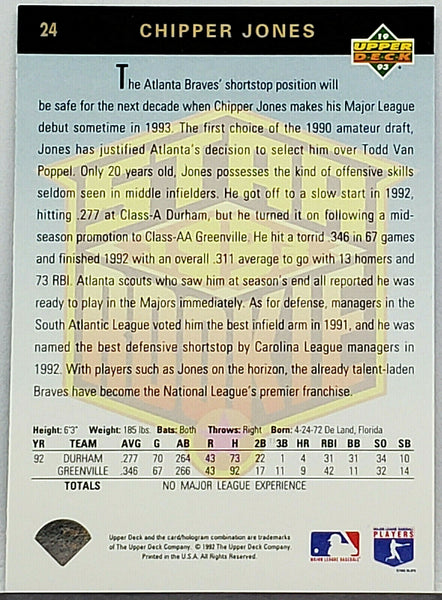 24 CHIPPER JONES
19
UPPER
DECK
93
The Atlanta Braves' shortstop position will
be safe for the next decade when Chipper Jones makes his Major League
debut sometime in 1993. The first choice of the 1990 amateur draft,
Jones has justified Atlanta's decision to select him over Todd Van
Poppel. Only 20 years old, Jones possesses the kind of offensive skills
seldom seen in middle infielders. He got off to a slow start in 1992,
hitting .277 at Class-A Durham, but he turned it on following a mid-
season promotion to Class-AA Greenville. He hit a torrid .346 in 67 games
and finished 1992 with an overall .311 average to go with 13 homers and
73 RBI. Atlanta scouts who saw him at season's end all reported he was
ready to play in the Majors immediately. As for defense, managers in the
South Atlantic League voted him the best infield arm in 1991, and he was
named the best defensive shortstop by Carolina League managers in
1992. With players such as Jones on the horizon, the already talent-laden
Braves have become the National League's premier franchise.
STAR
ROOKIE
Height: 6'3" Weight: 185 lbs. Bats: Both Throws: Right Born: 4-24-72 De Land, Florida
YR TEAM AVG G AB R H 2B 3B HR RBI BB SO SB
92 DURHAM .277 70 264 43 73 22 1 4 31 31 34 10
GREENVILLE .346 67 266 43 92 17 11 9 42 11 32 14
TOTALS NO MAJOR LEAGUE EXPERIENCE
Upper Deck and the card/hologram combination are trademarks
of The Upper Deck Company. © 1992 The Upper Deck Company.
Printed in the U.S.A. All Rights Reserved.
MAJOR LEAGUE BASEBALL
MAJOR LEAGUE BASEBALL
PLAYERS